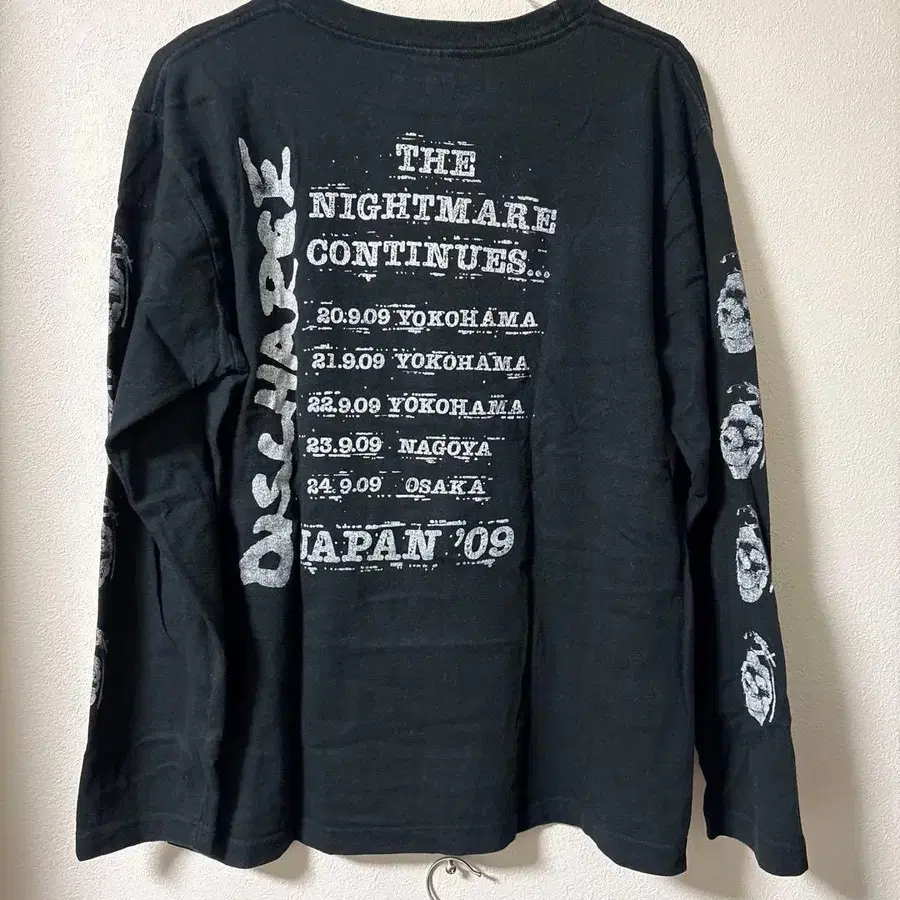 DISCHARGE
THE
NIGHTMARE
CONTINUES...
20.9.09 YOKOHAMA
21.9.09 YOKOHAMA
22.9.09 YOKOHAMA
23.9.09 NAGOYA
24.9.09 OSAKA
JAPAN '09